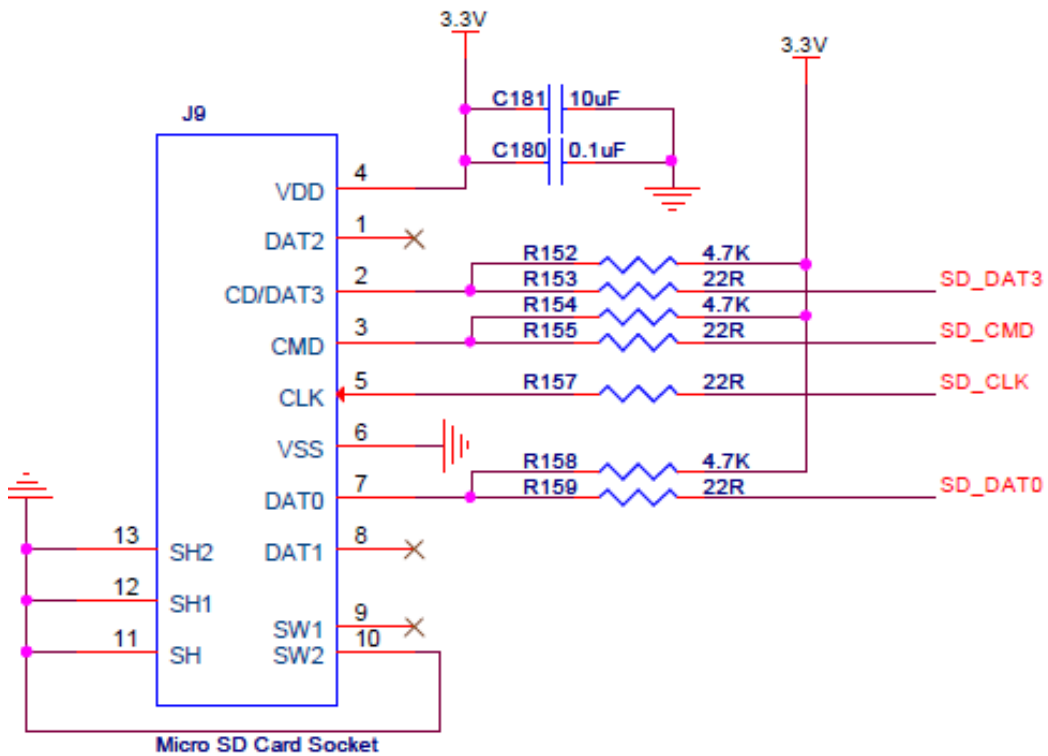 3.3V
3.3V
C181 10uF
J9
C180 0.1uF
VDD 4
DAT2 1
R152 4.7K
CD/DAT3 2 R153 22R SD_DAT3
R154 4.7K
CMD 3 R155 22R SD_CMD
CLK 5 R157 22R SD_CLK
VSS 6
R158 4.7K
DAT0 7 R159 22R SD_DAT0
13 SH2 DAT1 8
12 SH1
SW1 9
11 SH SW2 10
Micro SD Card Socket